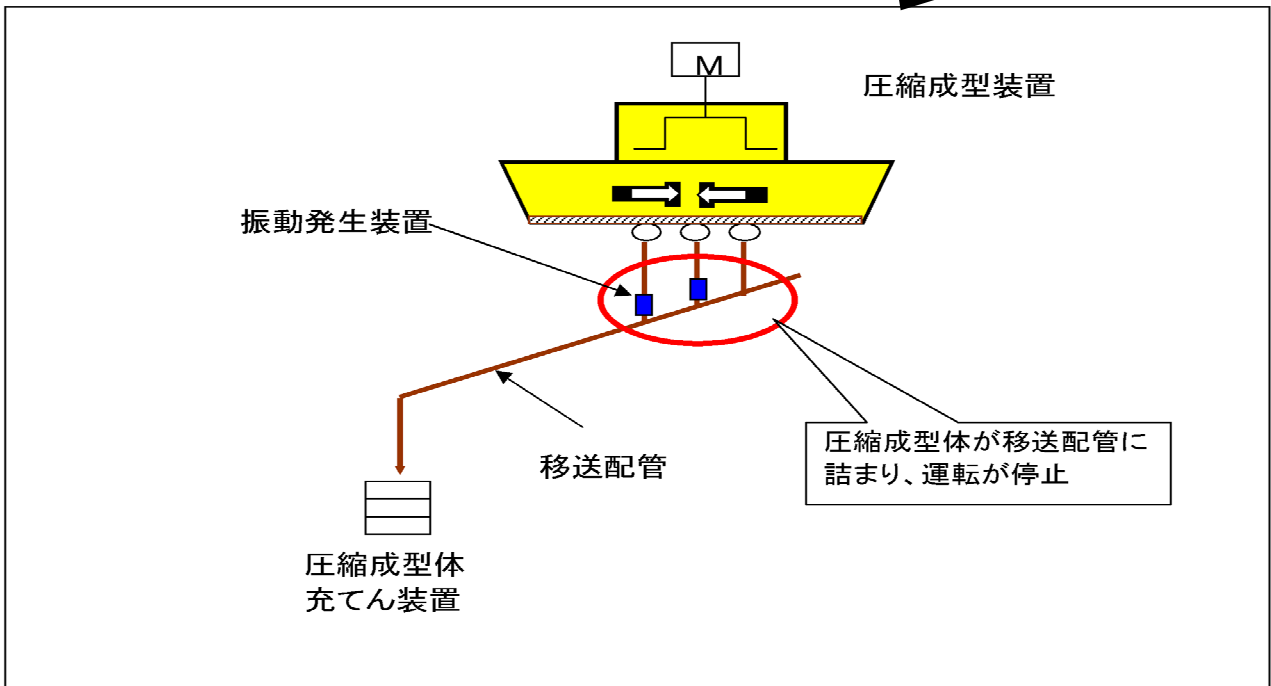 M
圧縮成型装置
振動発生装置
移送配管
圧縮成型体が移送配管に
詰まり、運転が停止
圧縮成型体
充てん装置